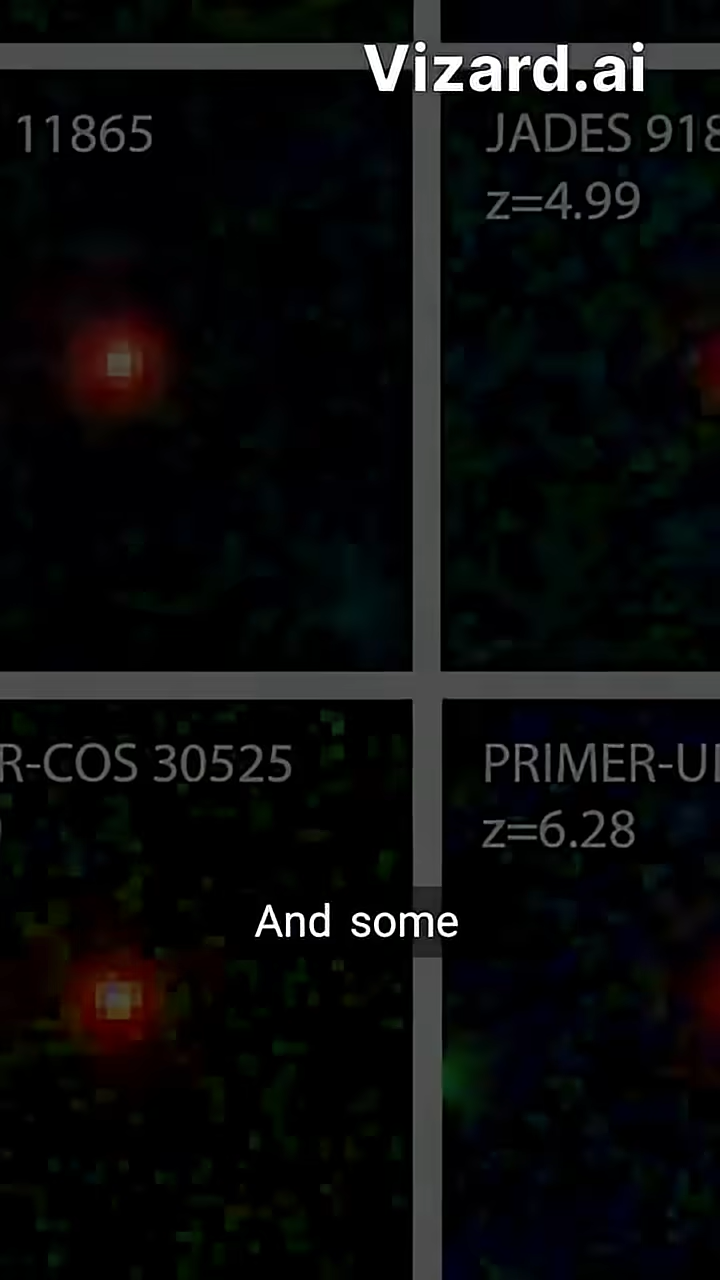 Vizard.ai
11865
JADES 918
z=4.99
R-COS 30525
PRIMER-U
z=6.28
And some